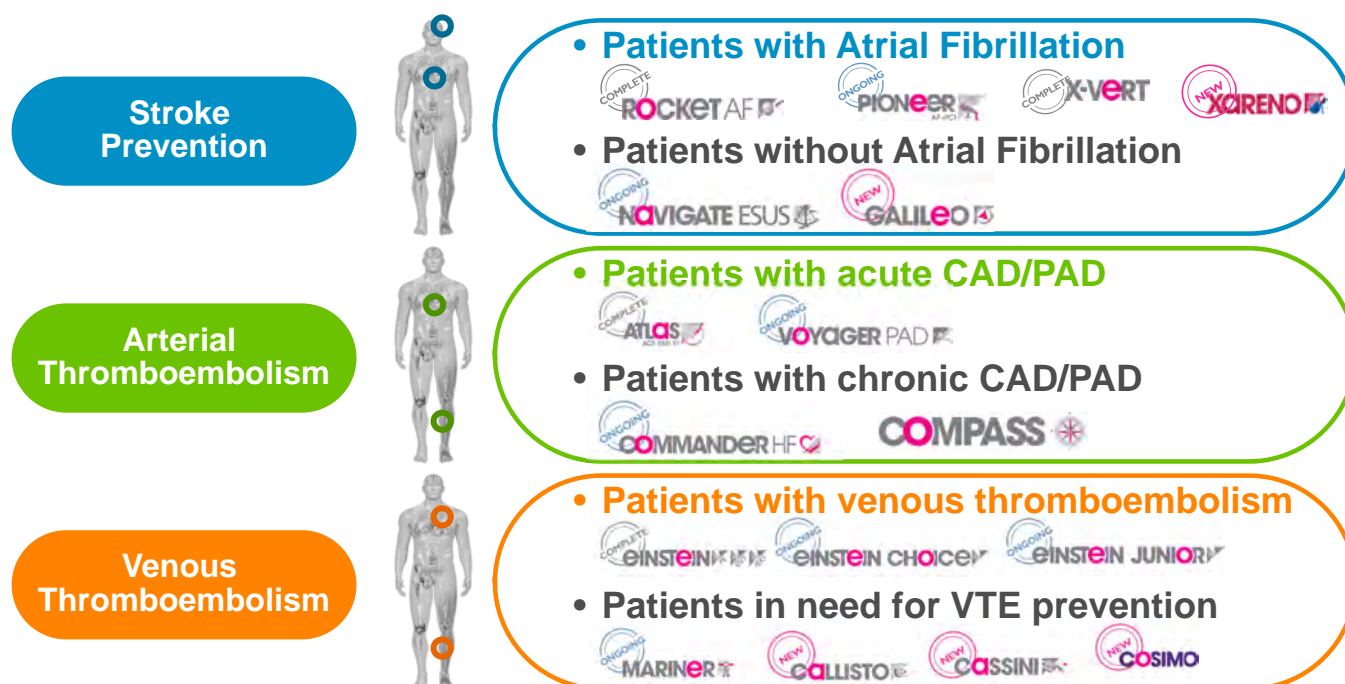 Stroke
Prevention
• Patients with Atrial Fibrillation
COMPLETE ROCKET AF
ONGOING PIONEER AF-PCI
COMPLETE X-VERT
NEW XARENO
• Patients without Atrial Fibrillation
ONGOING NAVIGATE ESUS
NEW GALILEO
Arterial
Thromboembolism
• Patients with acute CAD/PAD
COMPLETE ATLAS
ONGOING VOYAGER PAD
• Patients with chronic CAD/PAD
ONGOING COMMANDER HF
COMPASS
Venous
Thromboembolism
• Patients with venous thromboembolism
COMPLETE EINSTEIN
ONGOING EINSTEIN CHOICE
ONGOING EINSTEIN JUNIOR
• Patients in need for VTE prevention
ONGOING MARINER
NEW CALLISTO
NEW CASSINI
NEW COSIMO